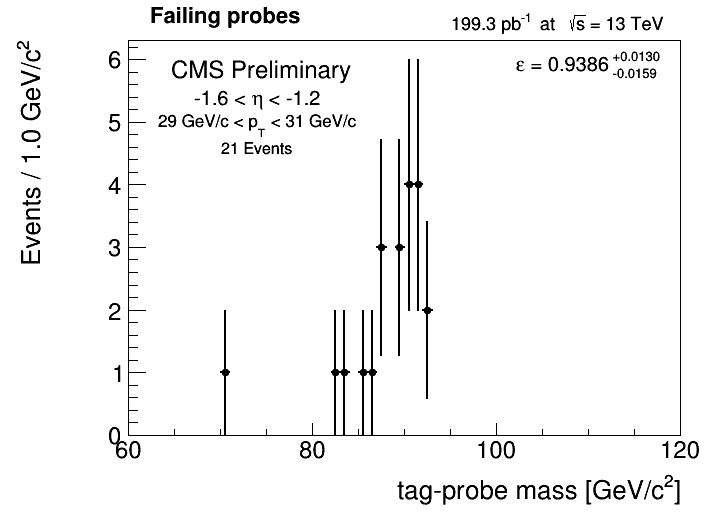 Failing probes
199.3 pb⁻¹ at √s = 13 TeV
CMS Preliminary
-1.6 < η < -1.2
29 GeV/c < p_T < 31 GeV/c
21 Events
ε = 0.9386 +0.0130 -0.0159
Events / 1.0 GeV/c²
6
5
4
3
2
1
0
60 80 100 120
tag-probe mass [GeV/c²]